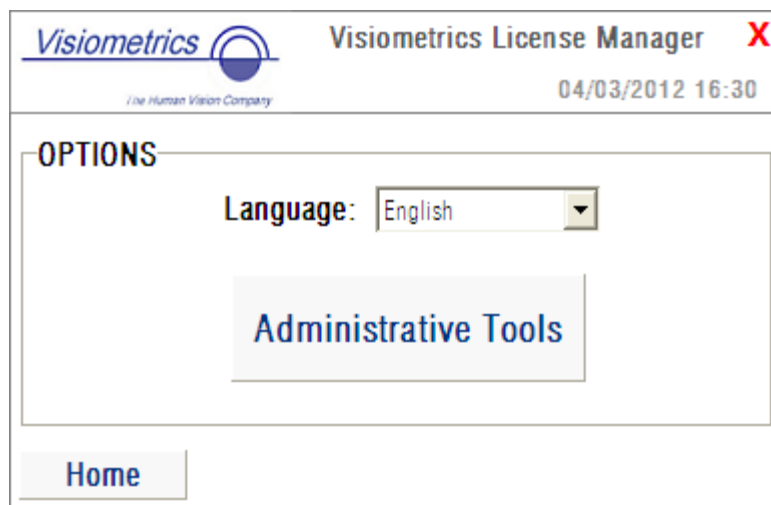 Visiometrics
The Human Vision Company
Visiometrics License Manager
X
04/03/2012 16:30
OPTIONS
Language: English
Administrative Tools
Home